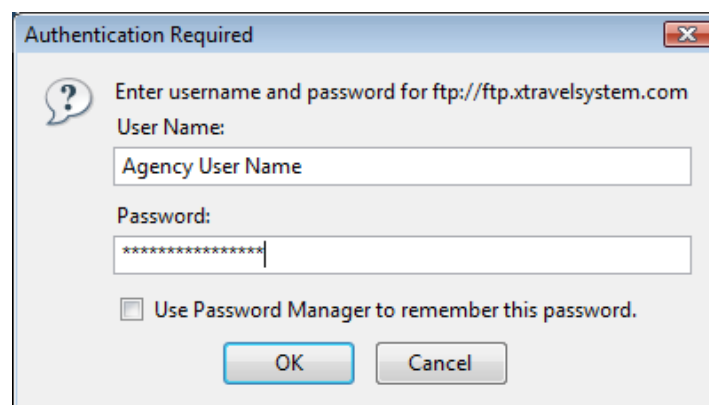 Authentication Required
Enter username and password for ftp://ftp.xtravelsystem.com
User Name:
Agency User Name
Password:
****************
Use Password Manager to remember this password.
OK
Cancel